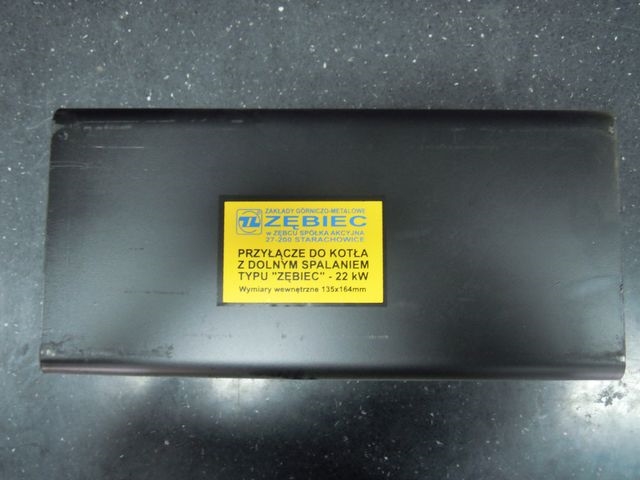 ZAKŁADY GÓRNICZO-METALOWE
ZĘBIEC
w ZĘBCU SPÓŁKA AKCYJNA
27-200 STARACHOWICE
PRZYŁĄCZE DO KOTŁA
Z DOLNYM SPALANIEM
TYPU "ZĘBIEC" - 22 kW
Wymiary wewnętrzne 135x164mm